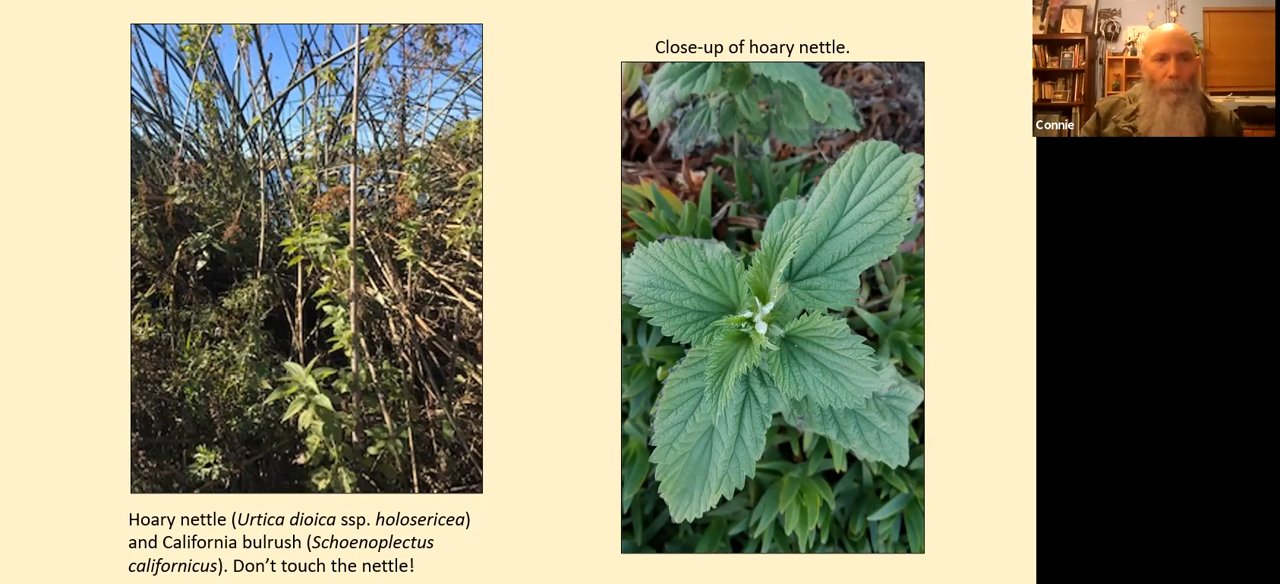 Close-up of hoary nettle.
Connie
Hoary nettle (Urtica dioica ssp. holosericea)
and California bulrush (Schoenoplectus
californicus). Don’t touch the nettle!